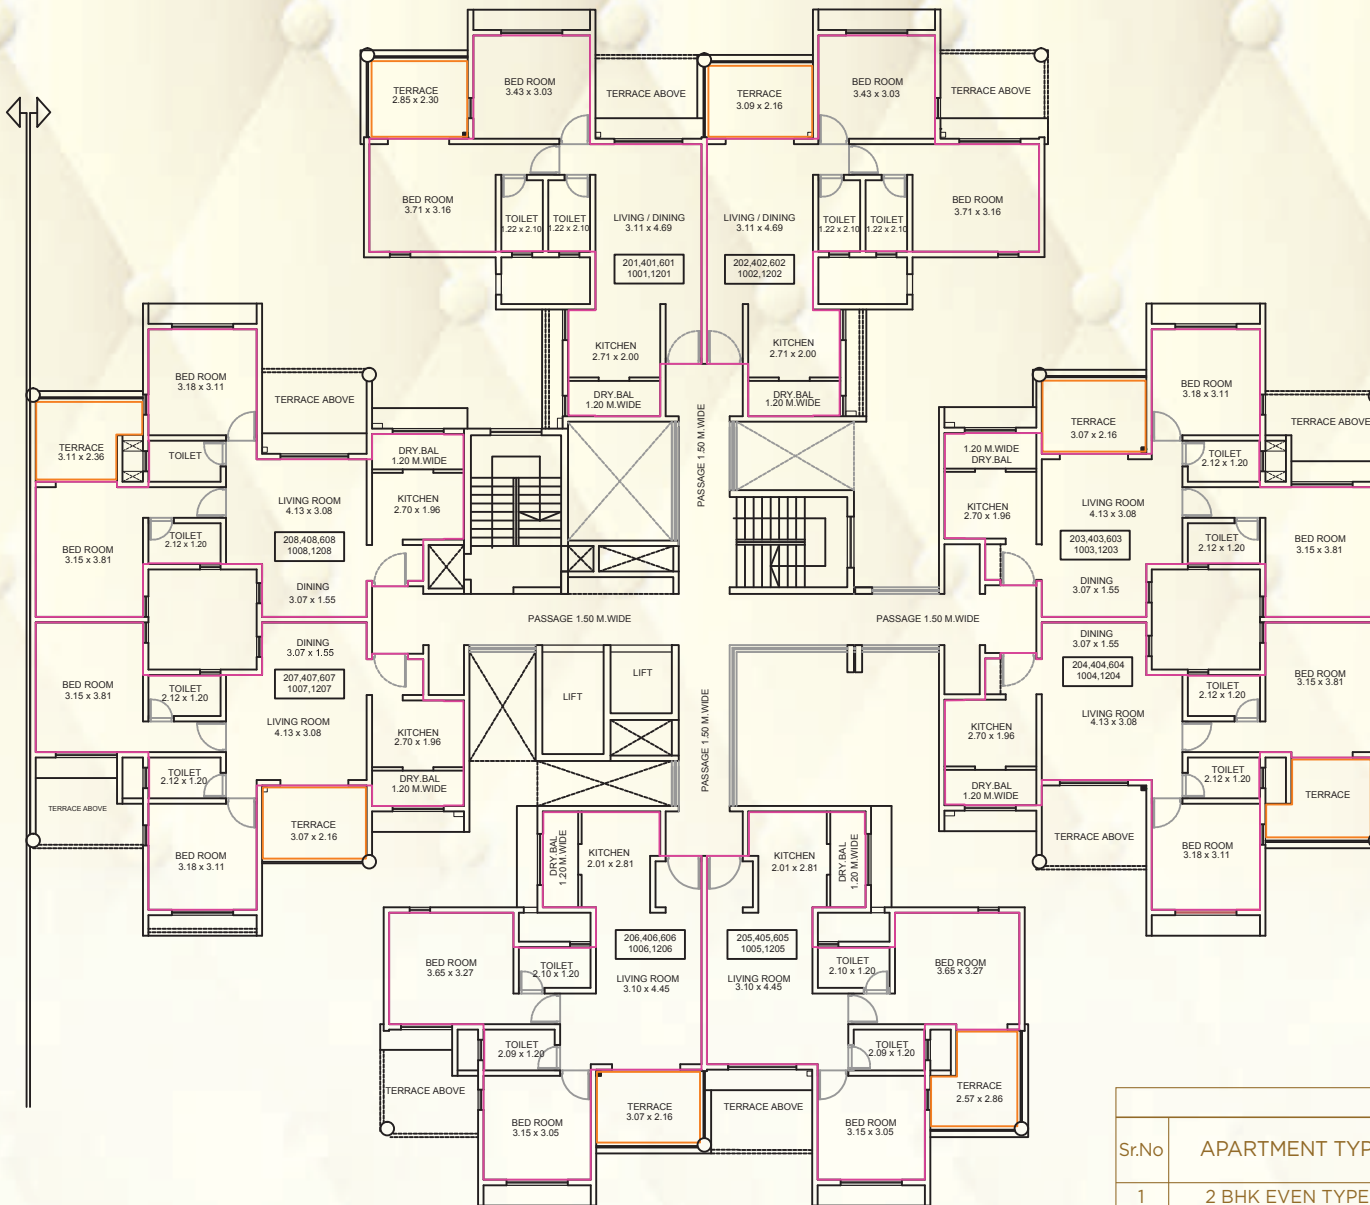 BED ROOM
3.43 x 3.03
TERRACE
2.85 x 2.30
TERRACE ABOVE
TERRACE
3.09 x 2.16
BED ROOM
3.43 x 3.03
TERRACE ABOVE
BED ROOM
3.71 x 3.16
TOILET
1.22 x 2.10
TOILET
1.22 x 2.10
LIVING / DINING
3.11 x 4.69
201,401,601
1001,1201
LIVING / DINING
3.11 x 4.69
202,402,602
1002,1202
TOILET
1.22 x 2.10
TOILET
1.22 x 2.10
BED ROOM
3.71 x 3.16
KITCHEN
2.71 x 2.00
DRY.BAL
1.20 M.WIDE
KITCHEN
2.71 x 2.00
DRY.BAL
1.20 M.WIDE
PASSAGE 1.50 M.WIDE
BED ROOM
3.18 x 3.11
TERRACE ABOVE
TERRACE
3.11 x 2.36
TOILET
DRY.BAL
1.20 M.WIDE
KITCHEN
2.70 x 1.96
LIVING ROOM
4.13 x 3.08
208,408,608
1008,1208
BED ROOM
3.15 x 3.81
TOILET
2.12 x 1.20
DINING
3.07 x 1.55
BED ROOM
3.18 x 3.11
TERRACE
3.07 x 2.16
TERRACE ABOVE
1.20 M.WIDE
DRY.BAL
TOILET
2.12 x 1.20
KITCHEN
2.70 x 1.96
LIVING ROOM
4.13 x 3.08
203,403,603
1003,1203
TOILET
2.12 x 1.20
BED ROOM
3.15 x 3.81
DINING
3.07 x 1.55
PASSAGE 1.50 M.WIDE
PASSAGE 1.50 M.WIDE
DINING
3.07 x 1.55
207,407,607
1007,1207
BED ROOM
3.15 x 3.81
TOILET
2.12 x 1.20
LIVING ROOM
4.13 x 3.08
KITCHEN
2.70 x 1.96
TOILET
2.12 x 1.20
DRY.BAL
1.20 M.WIDE
TERRACE ABOVE
TERRACE
3.07 x 2.16
BED ROOM
3.18 x 3.11
LIFT
LIFT
PASSAGE 1.50 M.WIDE
DINING
3.07 x 1.55
204,404,604
1004,1204
BED ROOM
3.15 x 3.81
TOILET
2.12 x 1.20
LIVING ROOM
4.13 x 3.08
KITCHEN
2.70 x 1.96
TOILET
2.12 x 1.20
DRY.BAL
1.20 M.WIDE
TERRACE
TERRACE ABOVE
BED ROOM
3.18 x 3.11
DRY.BAL
1.20 M.WIDE
KITCHEN
2.01 x 2.81
KITCHEN
2.01 x 2.81
DRY.BAL
1.20 M.WIDE
206,406,606
1006,1206
205,405,605
1005,1205
BED ROOM
3.65 x 3.27
TOILET
2.10 x 1.20
LIVING ROOM
3.10 x 4.45
LIVING ROOM
3.10 x 4.45
TOILET
2.10 x 1.20
BED ROOM
3.65 x 3.27
TOILET
2.09 x 1.20
TOILET
2.09 x 1.20
TERRACE ABOVE
TERRACE
3.07 x 2.16
TERRACE ABOVE
TERRACE
2.57 x 2.86
BED ROOM
3.15 x 3.05
BED ROOM
3.15 x 3.05
Sr.No
APARTMENT TYP
1
2 BHK EVEN TYPE